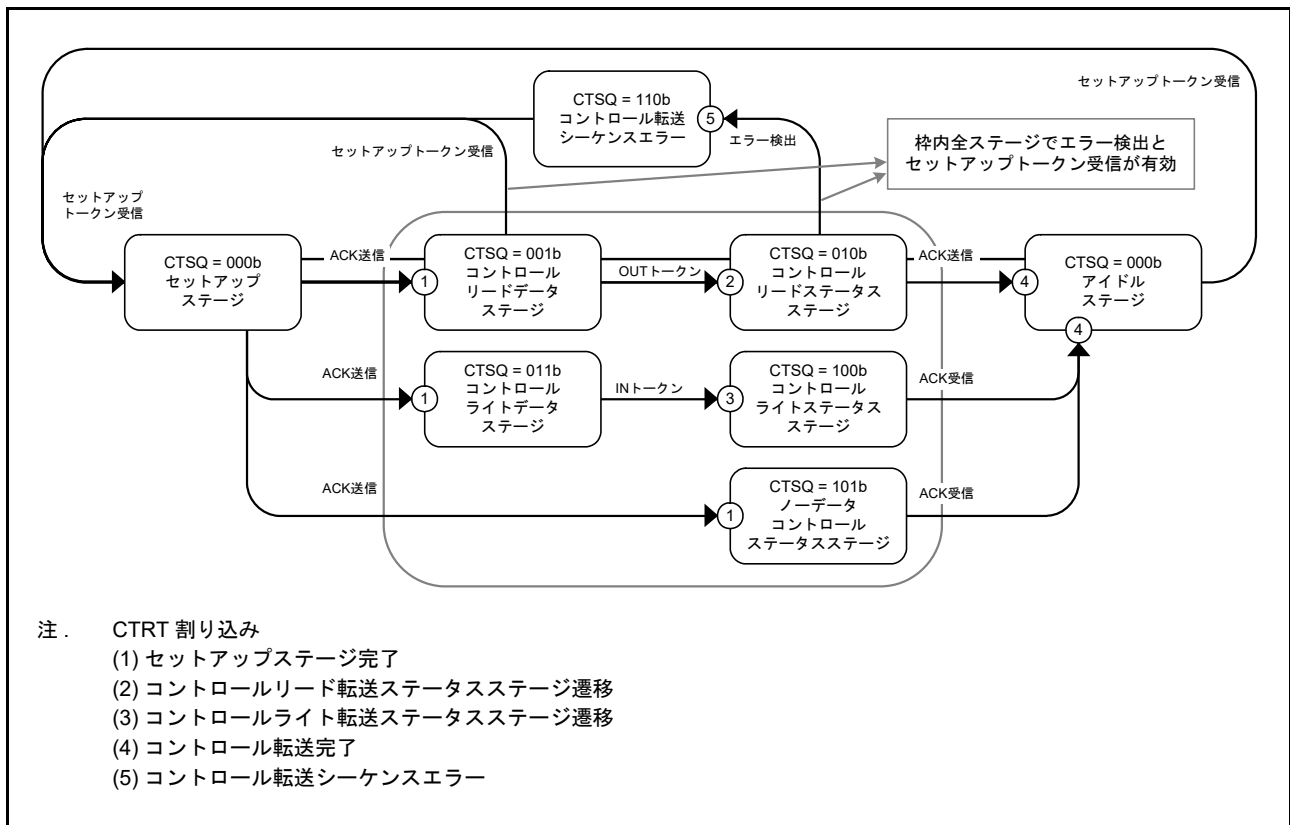 セットアップトークン受信
CTSQ = 110b
コントロール転送
シーケンスエラー
5
エラー検出
セットアップトークン受信
枠内全ステージでエラー検出と
セットアップトークン受信が有効
セットアップ
トークン受信
CTSQ = 000b
セットアップ
ステージ
ACK送信
1
CTSQ = 001b
コントロール
リードデータ
ステージ
OUTトークン
2
CTSQ = 010b
コントロール
リードステータス
ステージ
ACK送信
4
CTSQ = 000b
アイドル
ステージ
4
ACK送信
1
CTSQ = 011b
コントロール
ライトデータ
ステージ
INトークン
3
CTSQ = 100b
コントロール
ライトステータス
ステージ
ACK受信
ACK送信
1
CTSQ = 101b
ノーデータ
コントロール
ステータスステージ
ACK受信
注 . CTRT 割り込み
(1) セットアップステージ完了
(2) コントロールリード転送ステータスステージ遷移
(3) コントロールライト転送ステータスステージ遷移
(4) コントロール転送完了
(5) コントロール転送シーケンスエラー